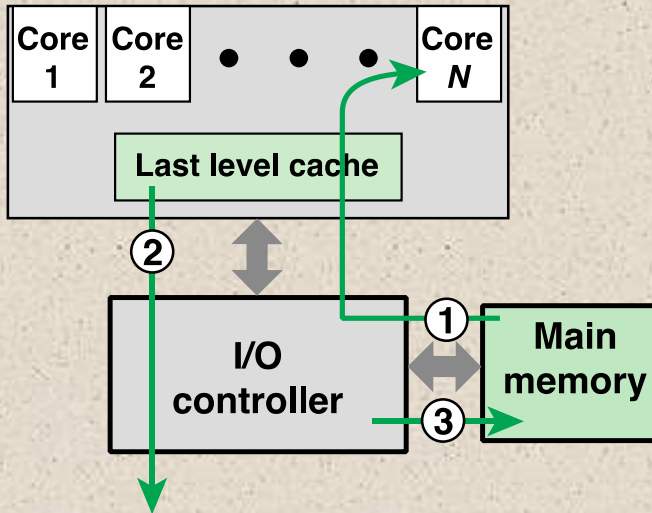 Core
1
Core
2
Core
N
Last level cache
2
1
I/O
controller
Main
memory
3